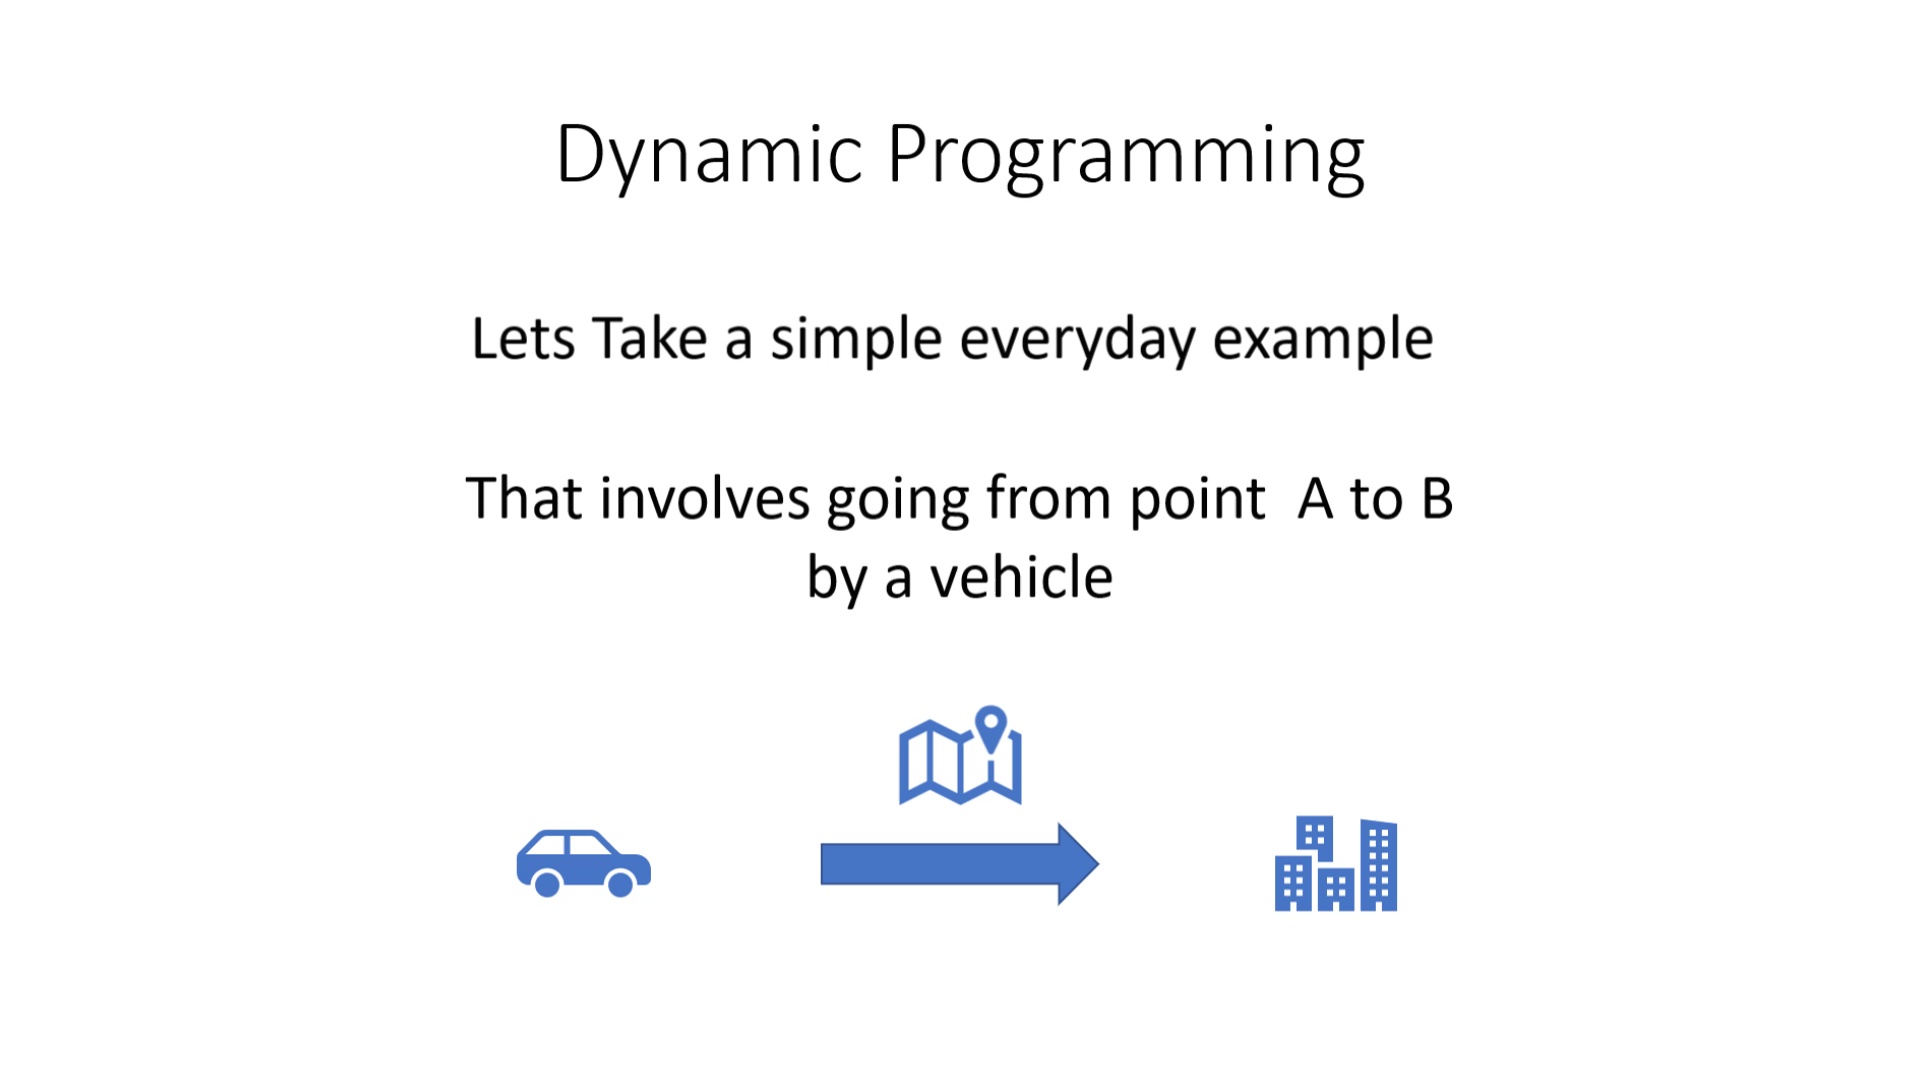 Dynamic Programming
Lets Take a simple everyday example
That involves going from point  A to B
by a vehicle